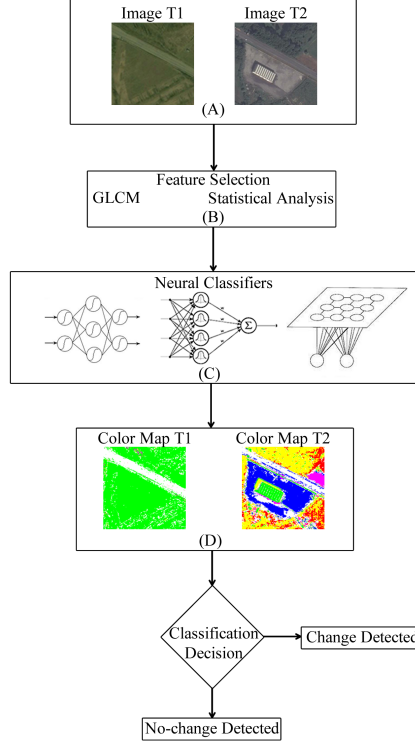 Image T1 Image T2
(A)
Feature Selection
GLCM Statistical Analysis
(B)
Neural Classifiers
Σ
(C)
Color Map T1 Color Map T2
(D)
Classification
Decision
Change Detected
No-change Detected